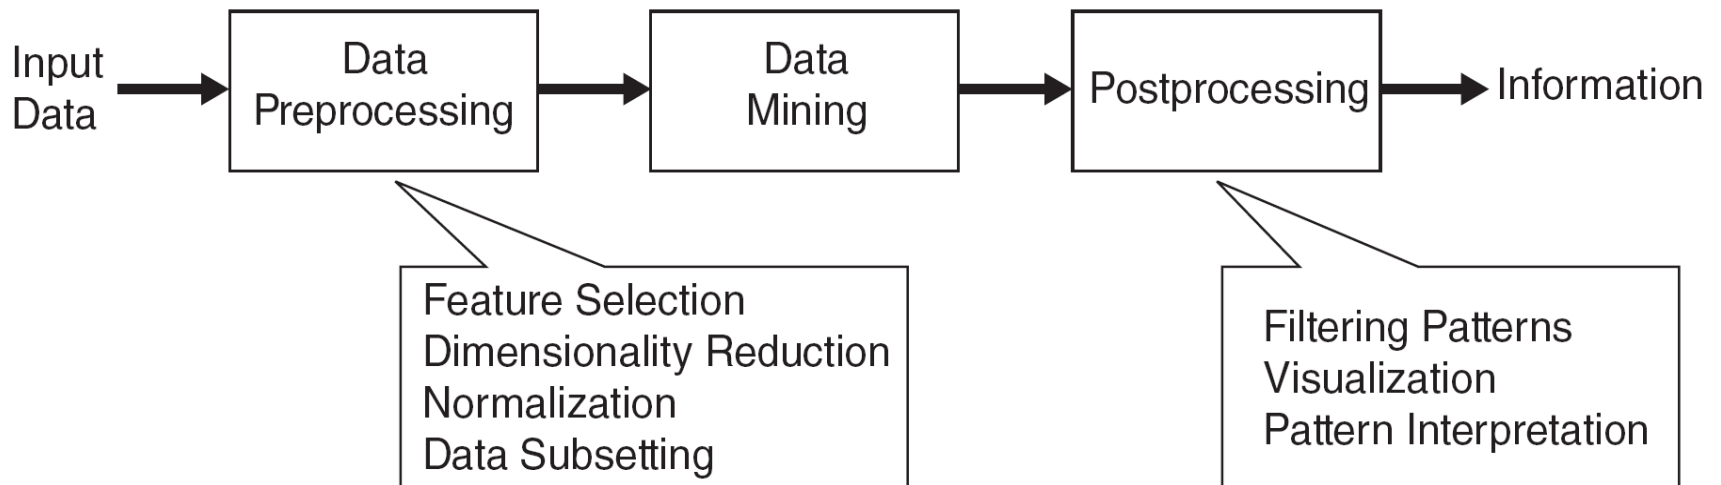 Input
Data
Data
Preprocessing
Data
Mining
Postprocessing
Information
Feature Selection
Dimensionality Reduction
Normalization
Data Subsetting
Filtering Patterns
Visualization
Pattern Interpretation